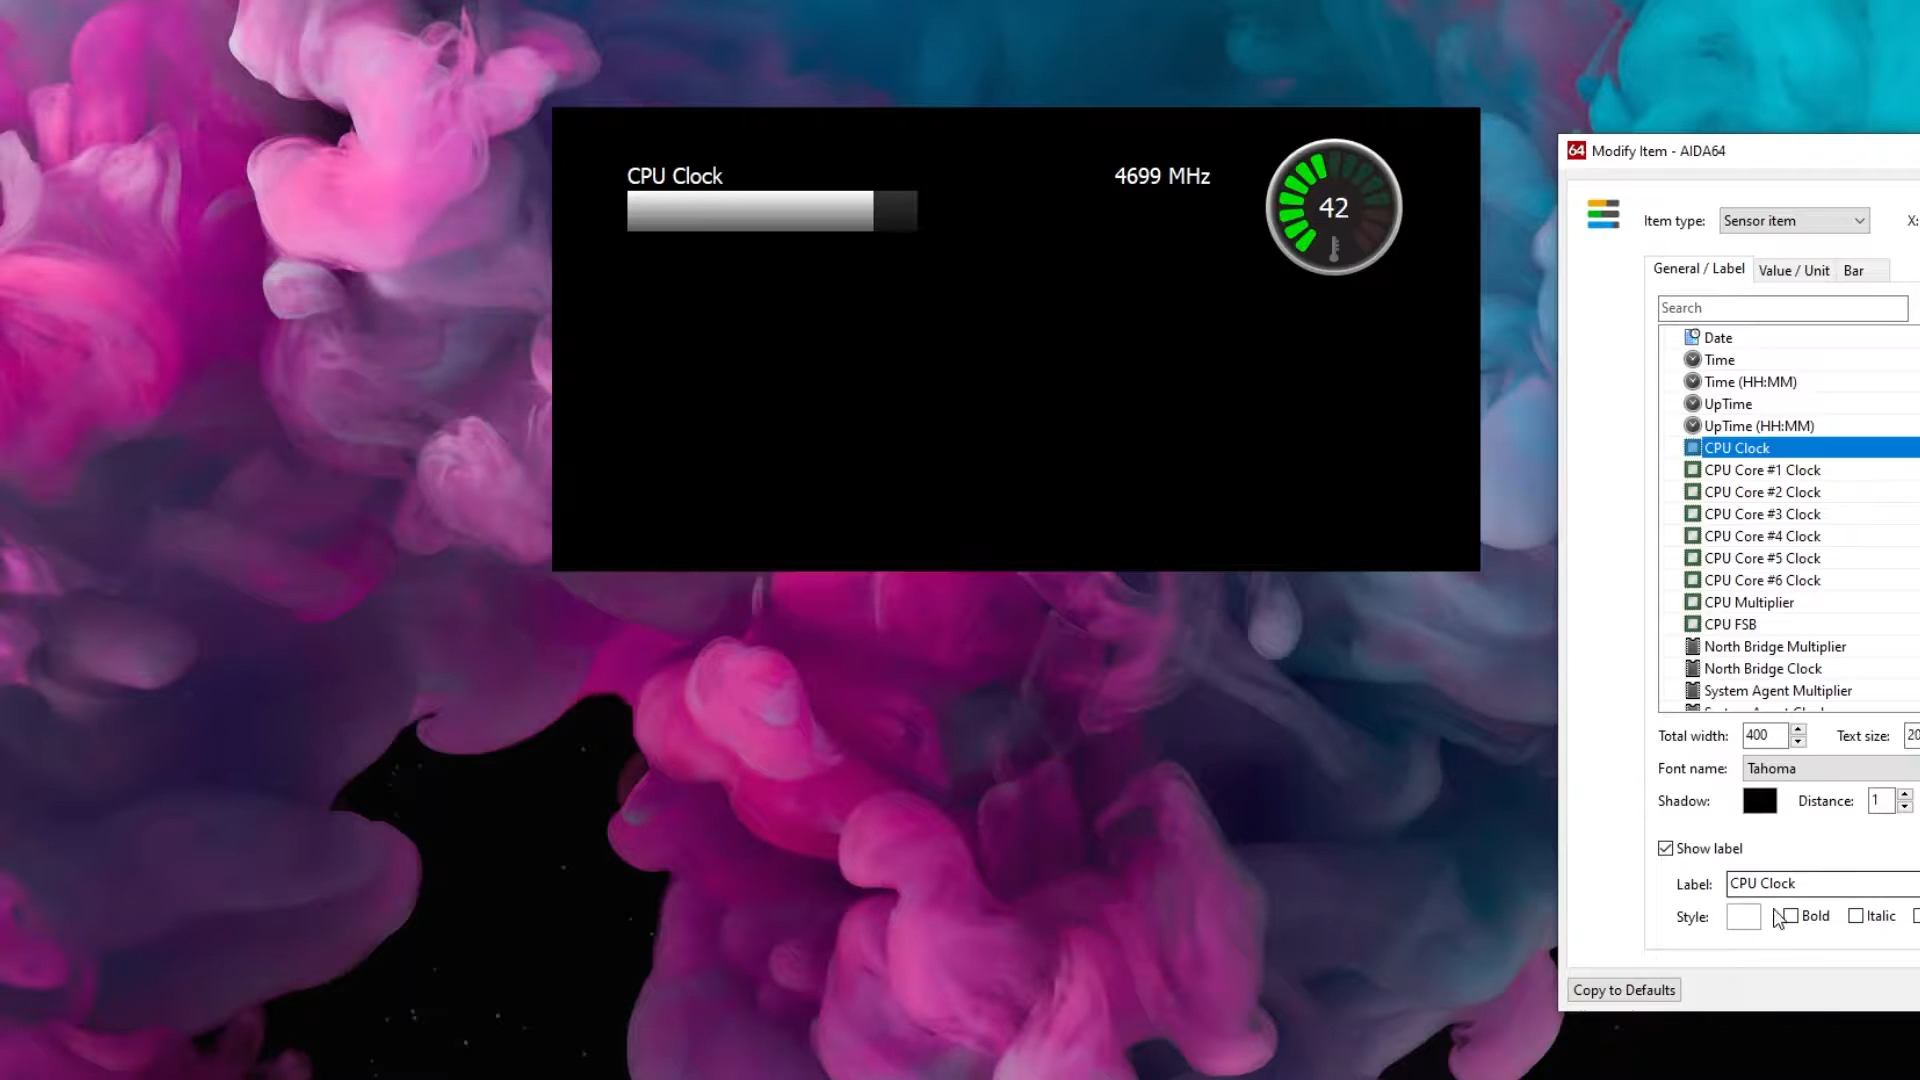 CPU Clock
4699 MHz
42
64 Modify Item - AIDA64
Item type: Sensor item
X:
General / Label
Value / Unit
Bar
Search
Date
Time
Time (HH:MM)
UpTime
UpTime (HH:MM)
CPU Clock
CPU Core #1 Clock
CPU Core #2 Clock
CPU Core #3 Clock
CPU Core #4 Clock
CPU Core #5 Clock
CPU Core #6 Clock
CPU Multiplier
CPU FSB
North Bridge Multiplier
North Bridge Clock
System Agent Multiplier
Total width: 400 Text size: 20
Font name: Tahoma
Shadow: Distance: 1
Show label
Label: CPU Clock
Style: Bold Italic
Copy to Defaults